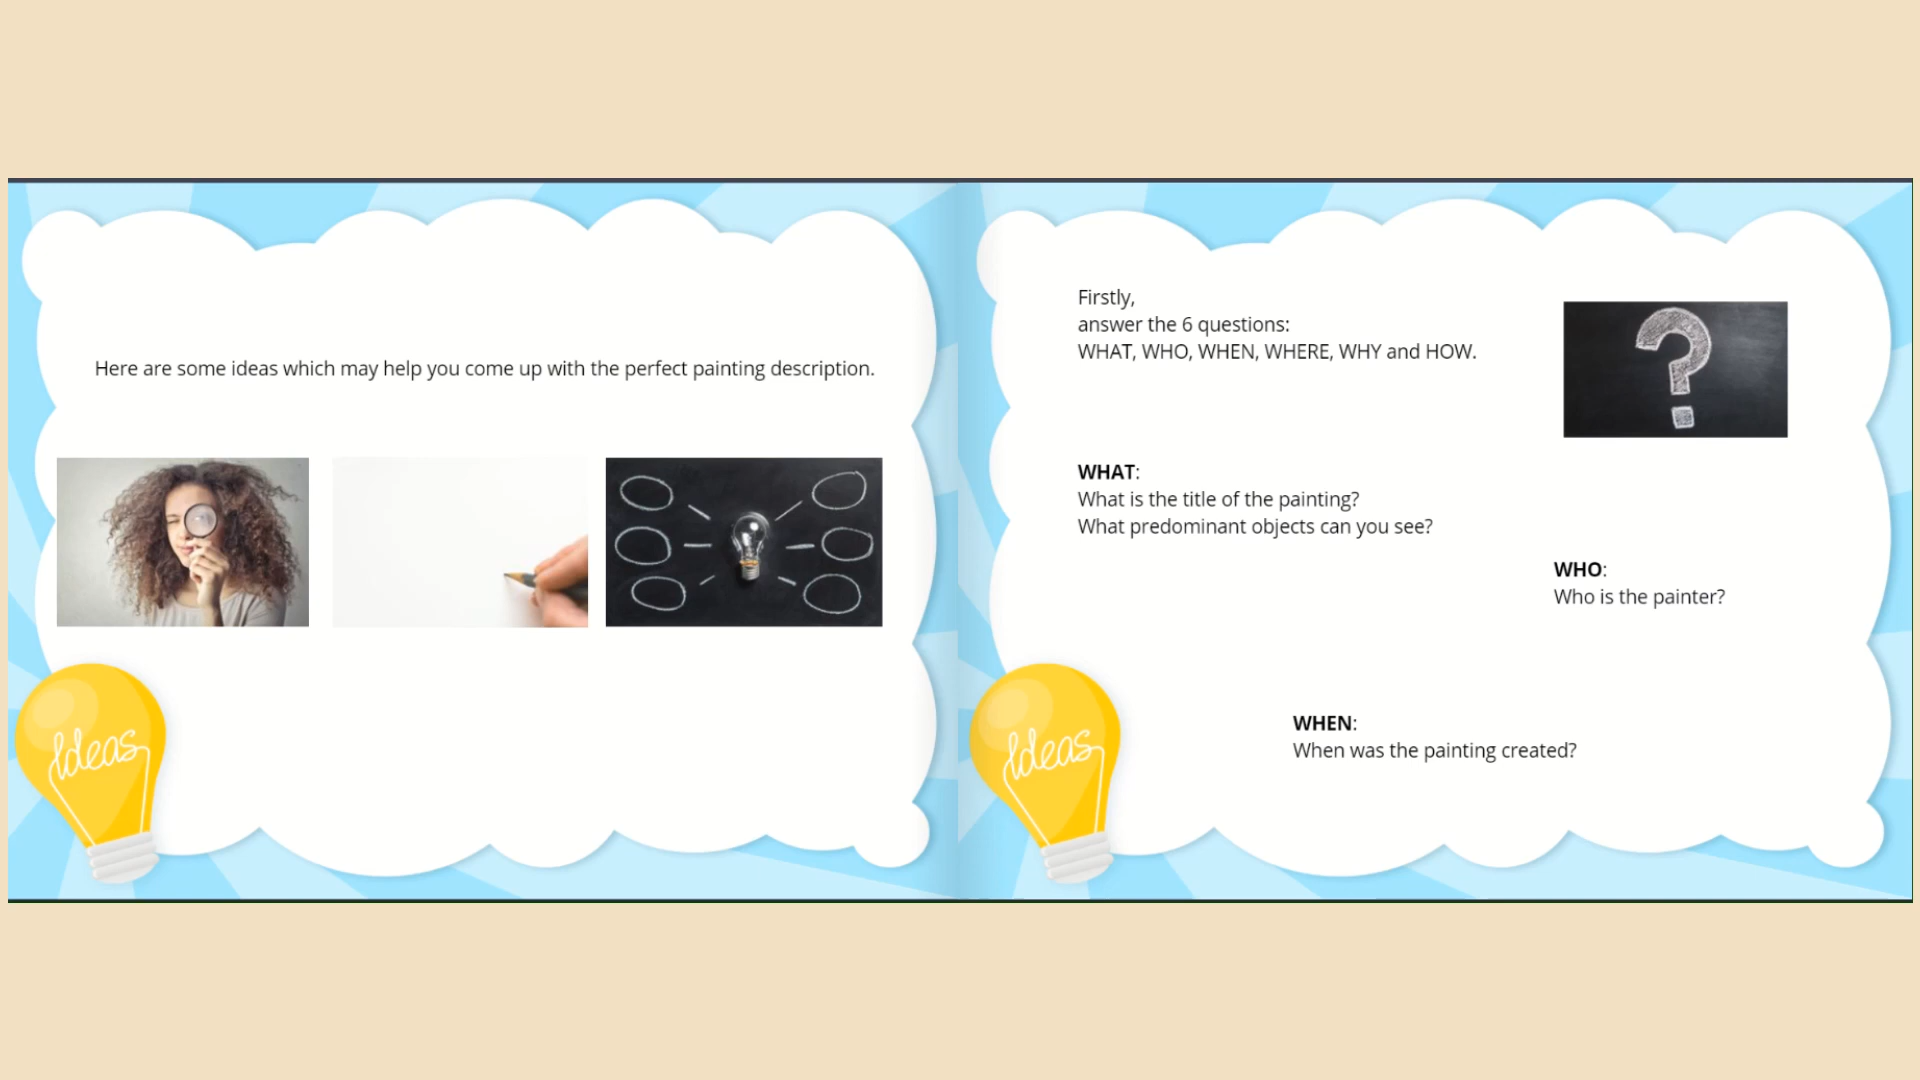 Here are some ideas which may help you come up with the perfect painting description.
Ideas
Firstly,
answer the 6 questions:
WHAT, WHO, WHEN, WHERE, WHY and HOW.
?
WHAT:
What is the title of the painting?
What predominant objects can you see?
WHO:
Who is the painter?
WHEN:
When was the painting created?
Ideas